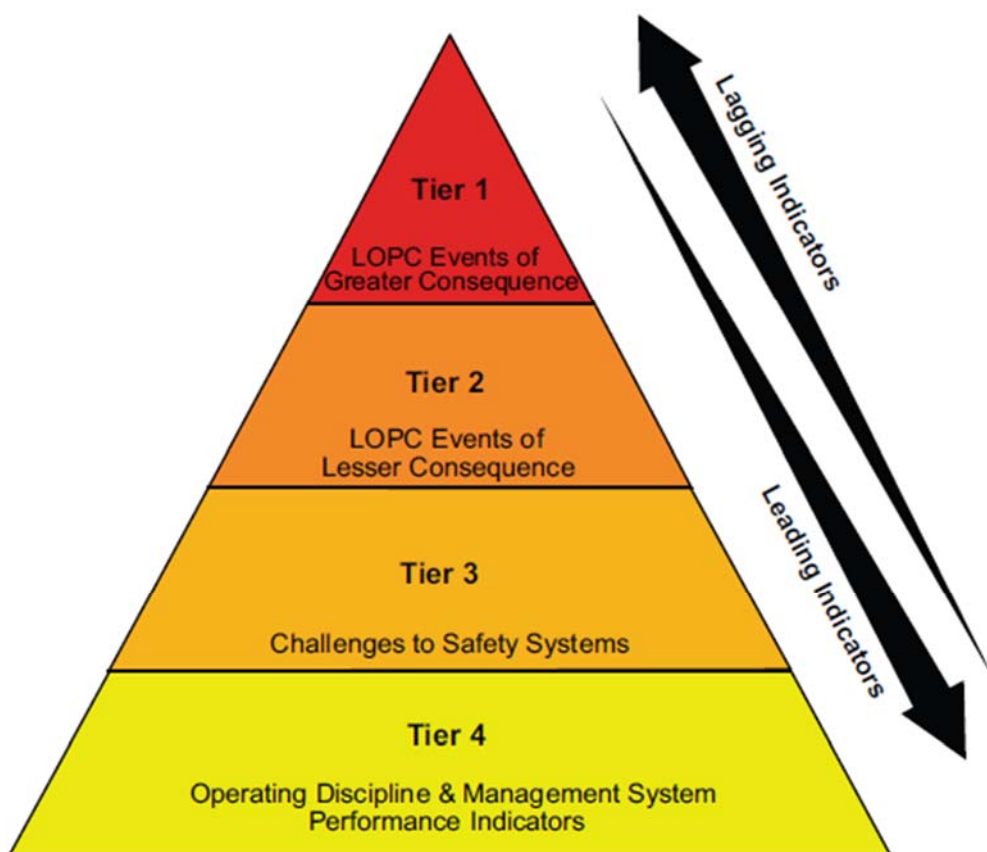 Tier 1
LOPC Events of
Greater Consequence
Tier 2
LOPC Events of
Lesser Consequence
Tier 3
Challenges to Safety Systems
Tier 4
Operating Discipline & Management System
Performance Indicators
Lagging Indicators
Leading Indicators